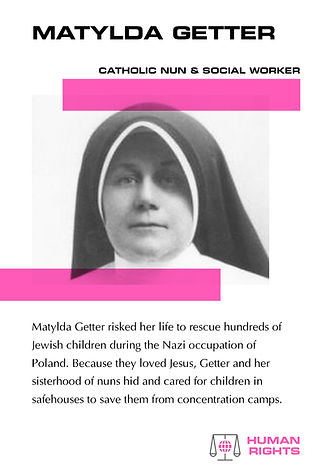 MATYLDA GETTER
CATHOLIC NUN & SOCIAL WORKER
Matylda Getter risked her life to rescue hundreds of
Jewish children during the Nazi occupation of
Poland. Because they loved Jesus, Getter and her
sisterhood of nuns hid and cared for children in
safehouses to save them from concentration camps.
HUMAN
RIGHTS